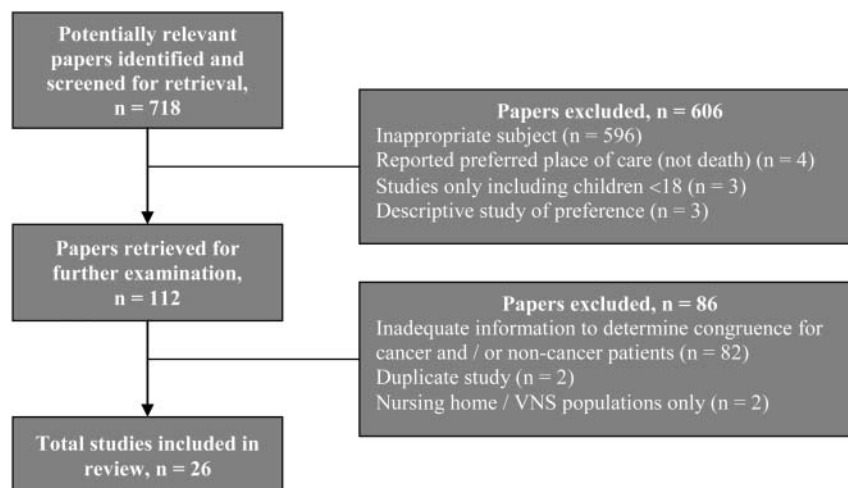 Potentially relevant
papers identified and
screened for retrieval,
n = 718
Papers excluded, n = 606
Inappropriate subject (n = 596)
Reported preferred place of care (not death) (n = 4)
Studies only including children <18 (n = 3)
Descriptive study of preference (n = 3)
Papers retrieved for
further examination,
n = 112
Papers excluded, n = 86
Inadequate information to determine congruence for
cancer and / or non-cancer patients (n = 82)
Duplicate study (n = 2)
Nursing home / VNS populations only (n = 2)
Total studies included in
review, n = 26